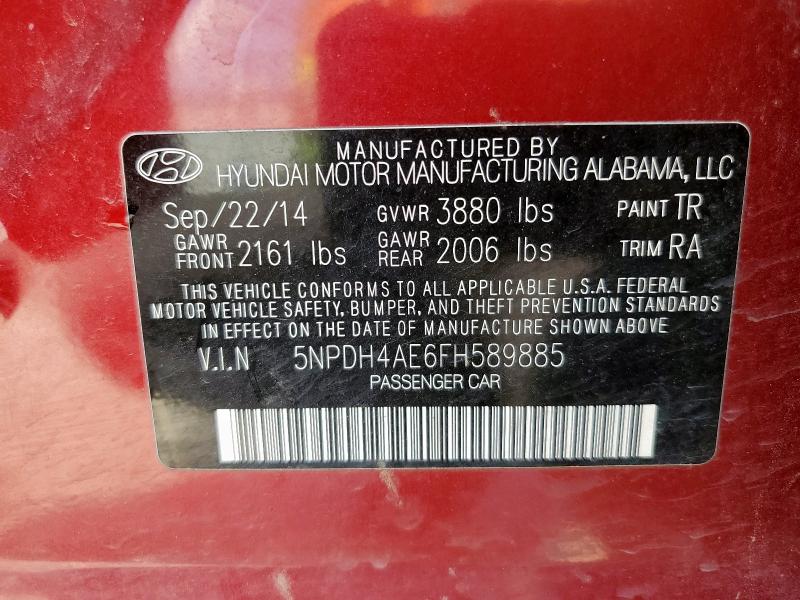 MANUFACTURED BY
HYUNDAI MOTOR MANUFACTURING ALABAMA, LLC
Sep/22/14 GVWR 3880 lbs PAINT TR
GAWR FRONT 2161 lbs GAWR REAR 2006 lbs TRIM RA
THIS VEHICLE CONFORMS TO ALL APPLICABLE U.S.A. FEDERAL
MOTOR VEHICLE SAFETY, BUMPER, AND THEFT PREVENTION STANDARDS
IN EFFECT ON THE DATE OF MANUFACTURE SHOWN ABOVE
V.I.N 5NPDH4AE6FH589885
PASSENGER CAR